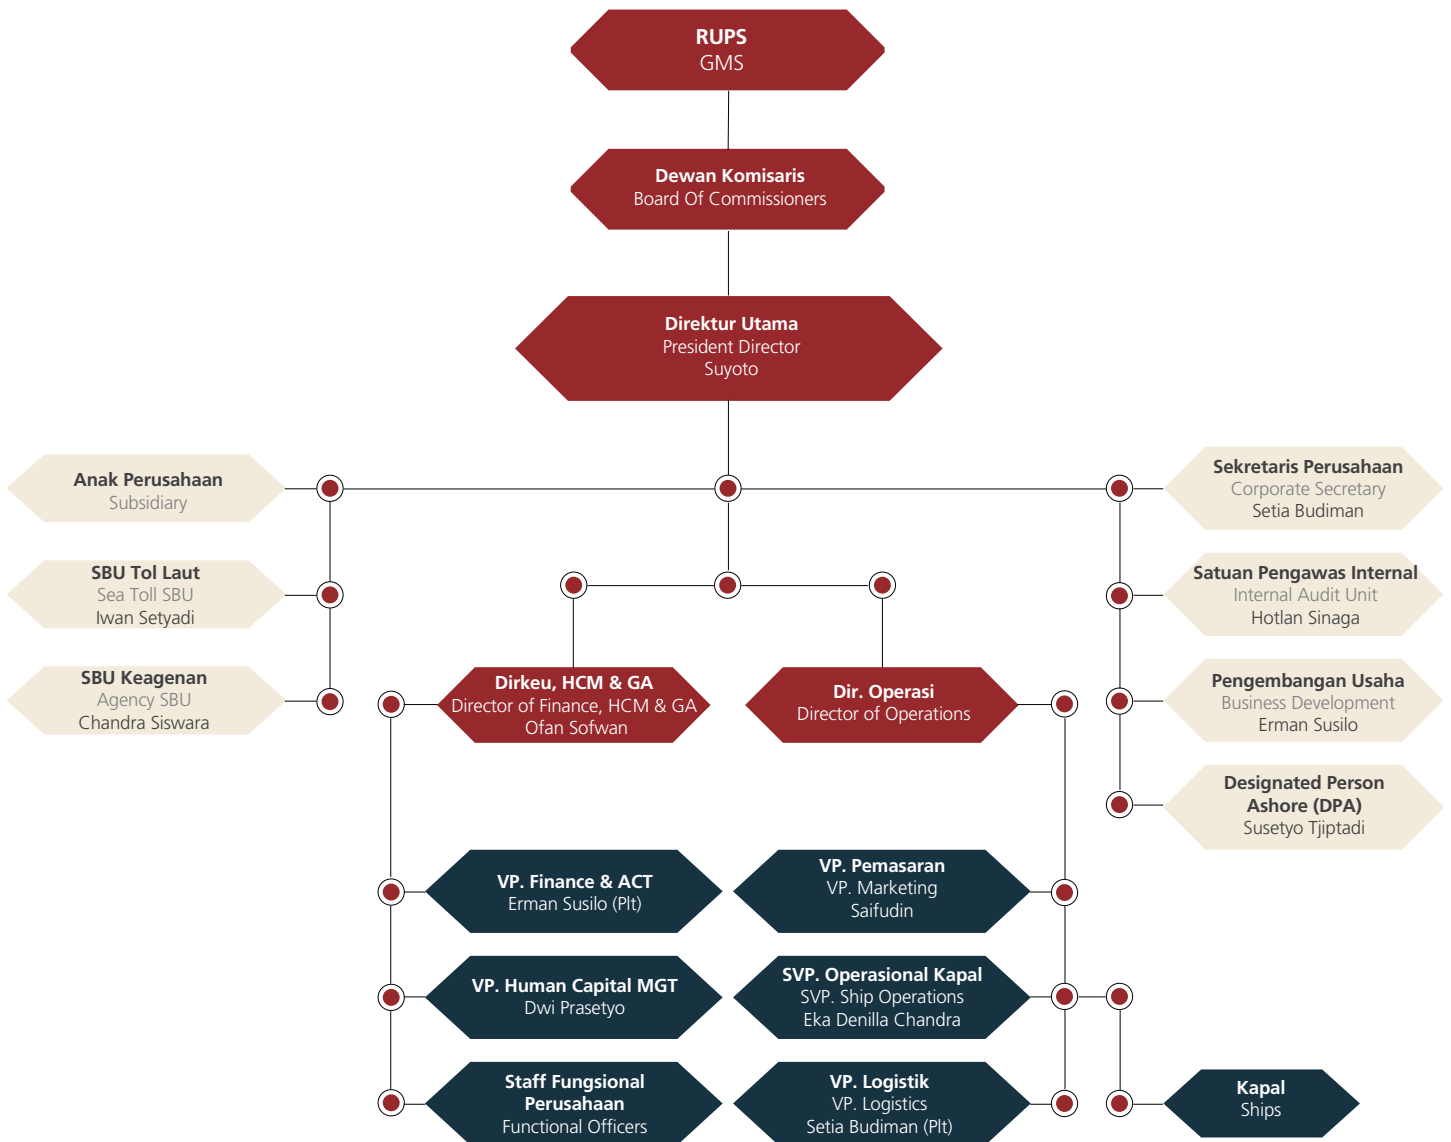 RUPS
GMS
Dewan Komisaris
Board Of Commissioners
Direktur Utama
President Director
Suyoto
Anak Perusahaan
Subsidiary
SBU Tol Laut
Sea Toll SBU
Iwan Setyadi
SBU Keagenan
Agency SBU
Chandra Siswara
Sekretaris Perusahaan
Corporate Secretary
Setia Budiman
Satuan Pengawas Internal
Internal Audit Unit
Hotlan Sinaga
Pengembangan Usaha
Business Development
Erman Susilo
Designated Person
Ashore (DPA)
Susetyo Tjiptadi
Dirkeu, HCM & GA
Director of Finance, HCM & GA
Ofan Sofwan
Dir. Operasi
Director of Operations
VP. Finance & ACT
Erman Susilo (Plt)
VP. Human Capital MGT
Dwi Prasetyo
Staff Fungsional
Perusahaan
Functional Officers
VP. Pemasaran
VP. Marketing
Saifudin
SVP. Operasional Kapal
SVP. Ship Operations
Eka Denilla Chandra
VP. Logistik
VP. Logistics
Setia Budiman (Plt)
Kapal
Ships